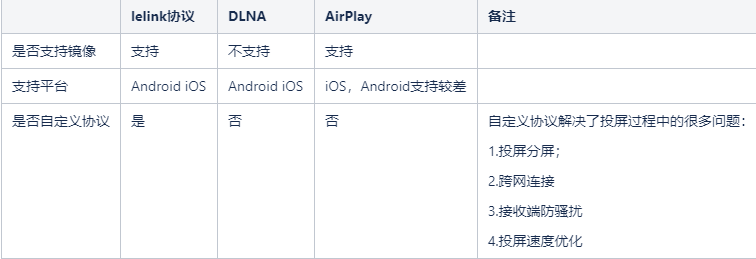 lelink协议 DLNA AirPlay 备注
是否支持镜像 支持 不支持 支持
支持平台 Android iOS Android iOS iOS，Android支持较差
是否自定义协议 是 否 否 自定义协议解决了投屏过程中的很多问题：
1.投屏分屏；
2.跨网连接
3.接收端防骚扰
4.投屏速度优化